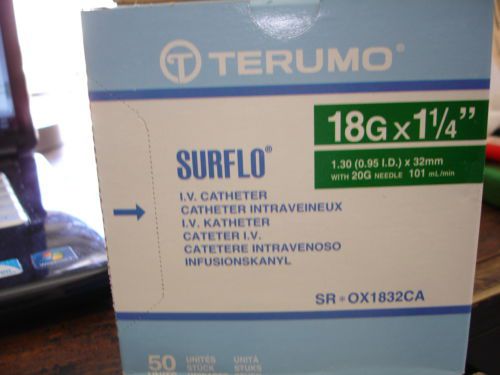 T TERUMO®
18G x 1¼"
1.30 (0.95 I.D.) x 32mm
WITH 20G NEEDLE 101 mL/min
SURFLO®
I.V. CATHETER
CATHETER INTRAVEINEUX
I.V. KATHETER
CATETER I.V.
CATETERE INTRAVENOSO
INFUSIONSKANYL
SR * OX1832CA
50 UNITÉS UNITÀ
STÜCK STUKS